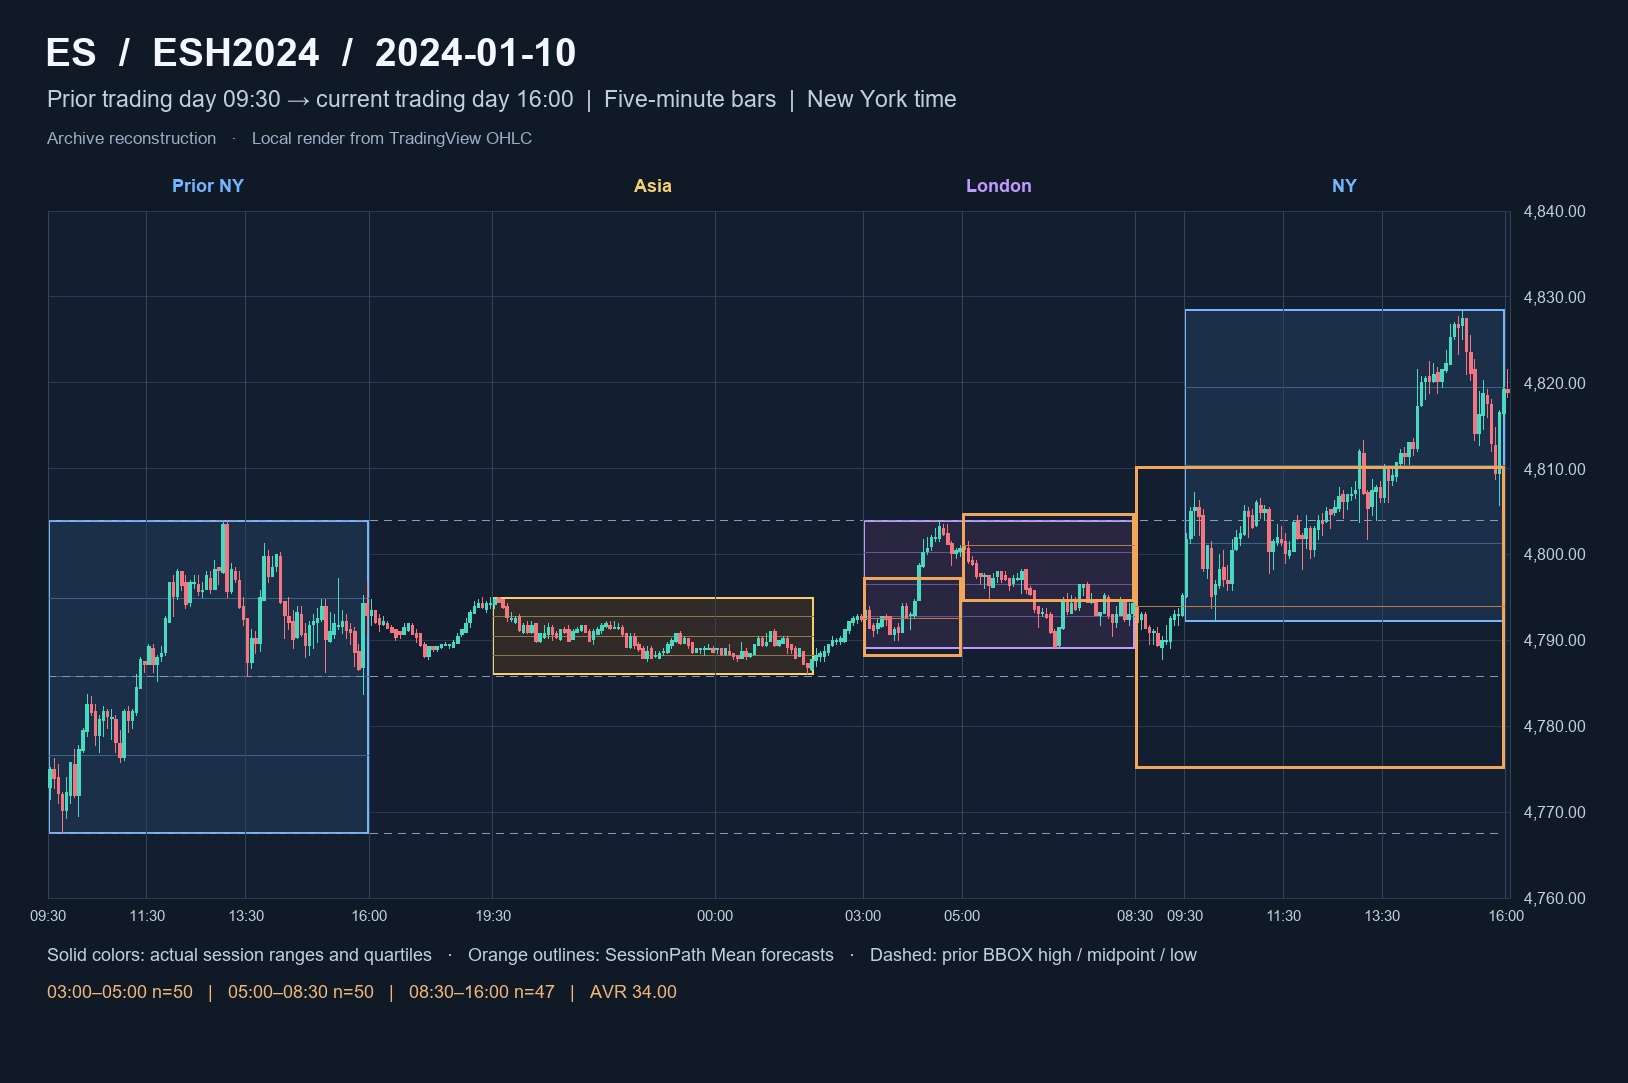 ES / ESH2024 / 2024-01-10
Prior trading day 09:30 → current trading day 16:00 | Five-minute bars | New York time
Archive reconstruction · Local render from TradingView OHLC
Prior NY Asia London NY
4,840.00
4,830.00
4,820.00
4,810.00
4,800.00
4,790.00
4,780.00
4,770.00
4,760.00
09:30 11:30 13:30 16:00 19:30 00:00 03:00 05:00 08:30 09:30 11:30 13:30 16:00
Solid colors: actual session ranges and quartiles · Orange outlines: SessionPath Mean forecasts · Dashed: prior BBOX high / midpoint / low
03:00–05:00 n=50 | 05:00–08:30 n=50 | 08:30–16:00 n=47 | AVR 34.00